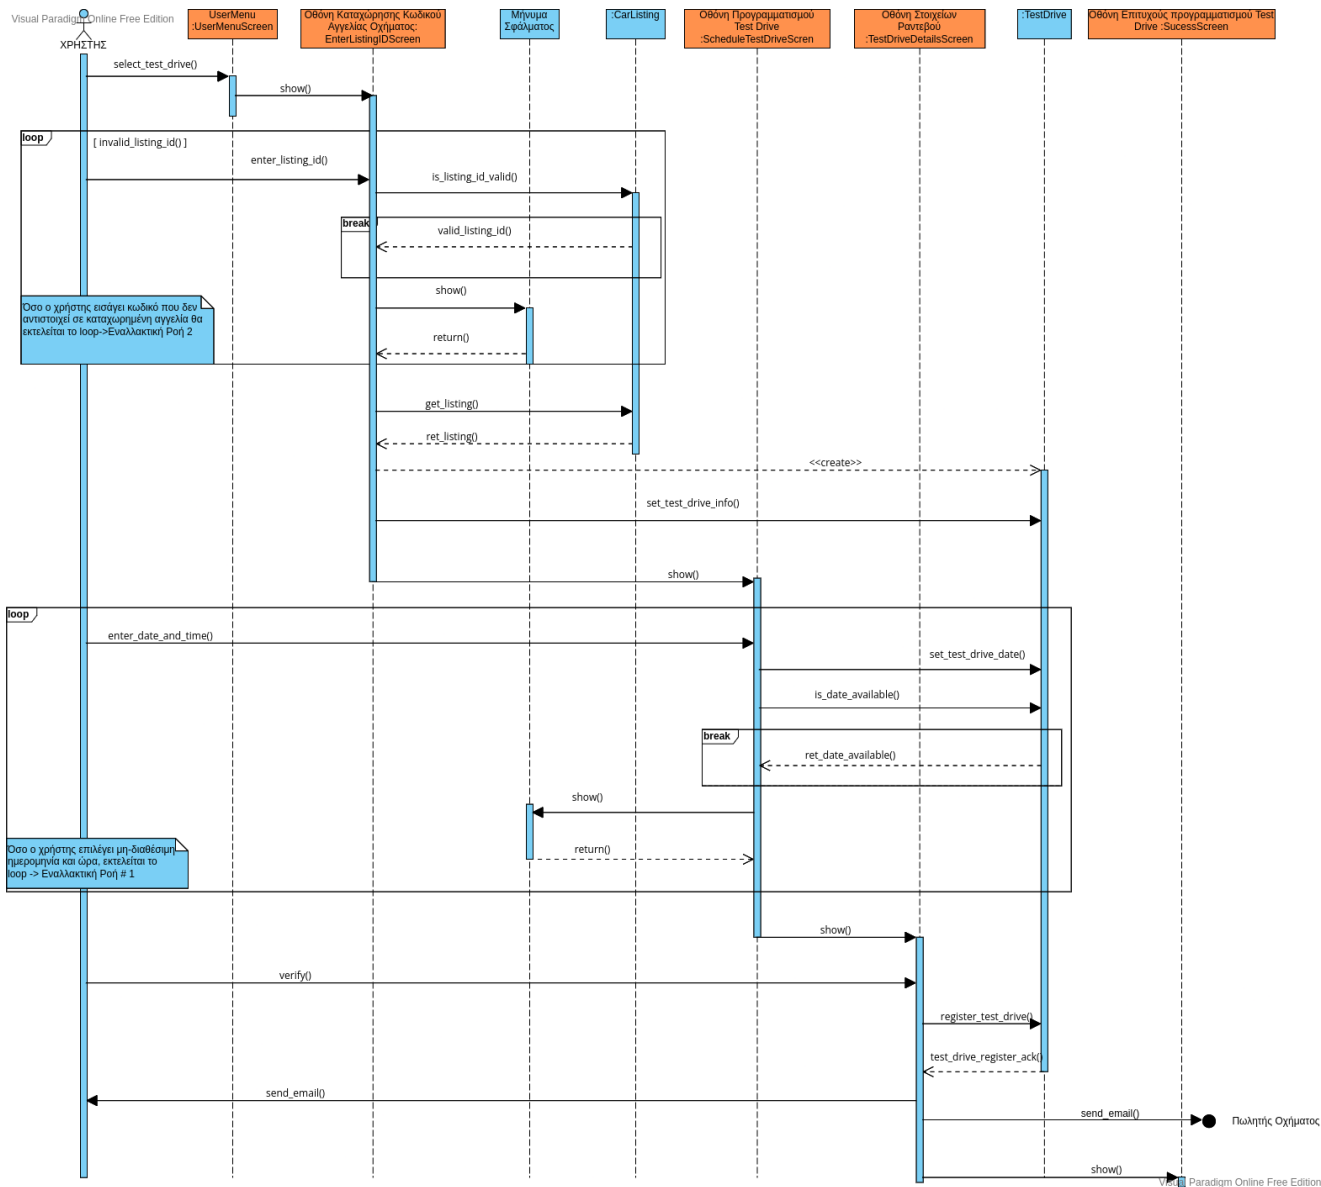 Visual Paradigm Online Free Edition
ΧΡΗΣΤΗΣ
UserMenu
:UserMenuScreen
Οθόνη Καταχώρησης Κωδικού
Αγγελίας Οχήματος:
EnterListingIDScreen
Μήνυμα
Σφάλματος
:CarListing
Οθόνη Προγραμματισμού
Test Drive
:ScheduleTestDriveScren
Οθόνη Στοιχείων
Ραντεβού
:TestDriveDetailsScreen
:TestDrive
Οθόνη Επιτυχούς προγραμματισμού Test
Drive :SucessScreen
select_test_drive()
show()
loop
[ invalid_listing_id() ]
enter_listing_id()
is_listing_id_valid()
break
valid_listing_id()
show()
Όσο ο χρήστης εισάγει κωδικό που δεν
αντιστοιχεί σε καταχωρημένη αγγελία θα
εκτελείται το loop->Εναλλακτική Ροή 2
return()
get_listing()
ret_listing()
<<create>>
set_test_drive_info()
show()
loop
enter_date_and_time()
set_test_drive_date()
is_date_available()
break
ret_date_available()
show()
Όσο ο χρήστης επιλέγει μη-διαθέσιμη
ημερομηνία και ώρα, εκτελείται το
loop -> Εναλλακτική Ροή # 1
return()
show()
verify()
register_test_drive()
test_drive_register_ack()
send_email()
send_email()
Πωλητής Οχήματος
show()
Visual Paradigm Online Free Edition